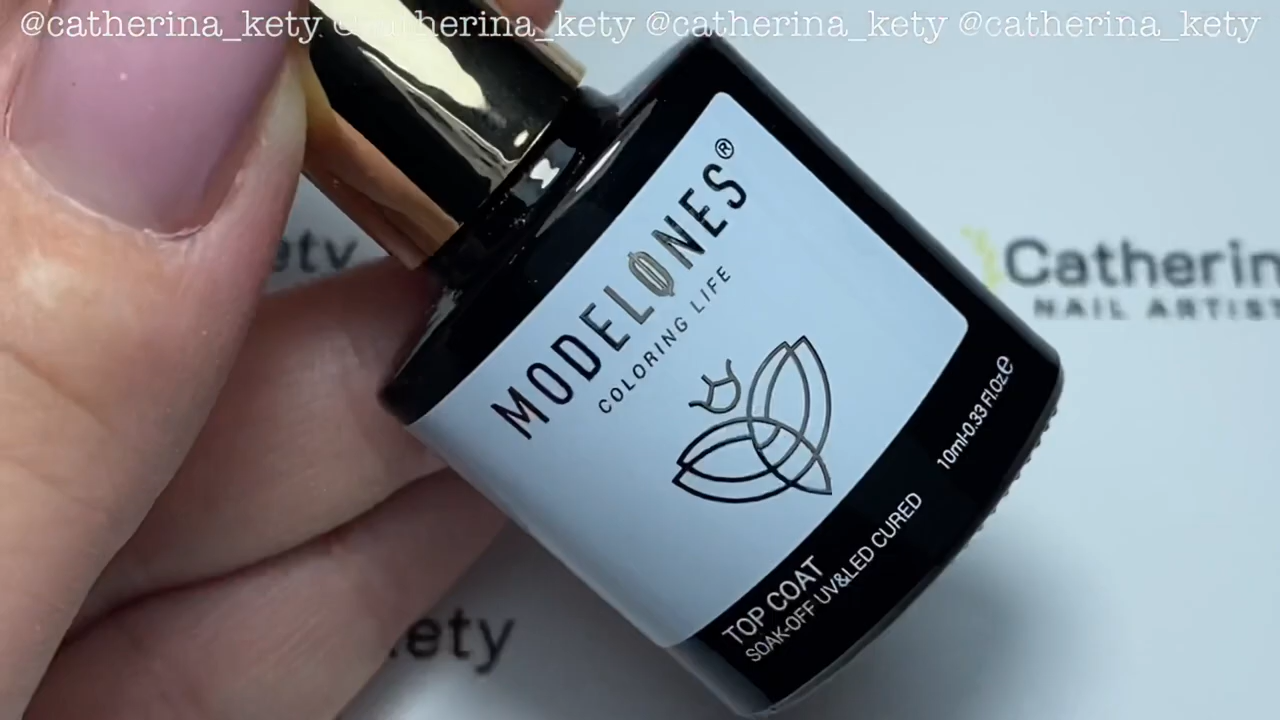 @catherina_kety @catherina_kety @catherina_kety @catherina_kety
MODELONES®
COLORING LIFE
TOP COAT
SOAK-OFF UV&LED CURED
10ml-0.33 Fl.Oz℮
Catherin
NAIL ARTIST
ety
ety